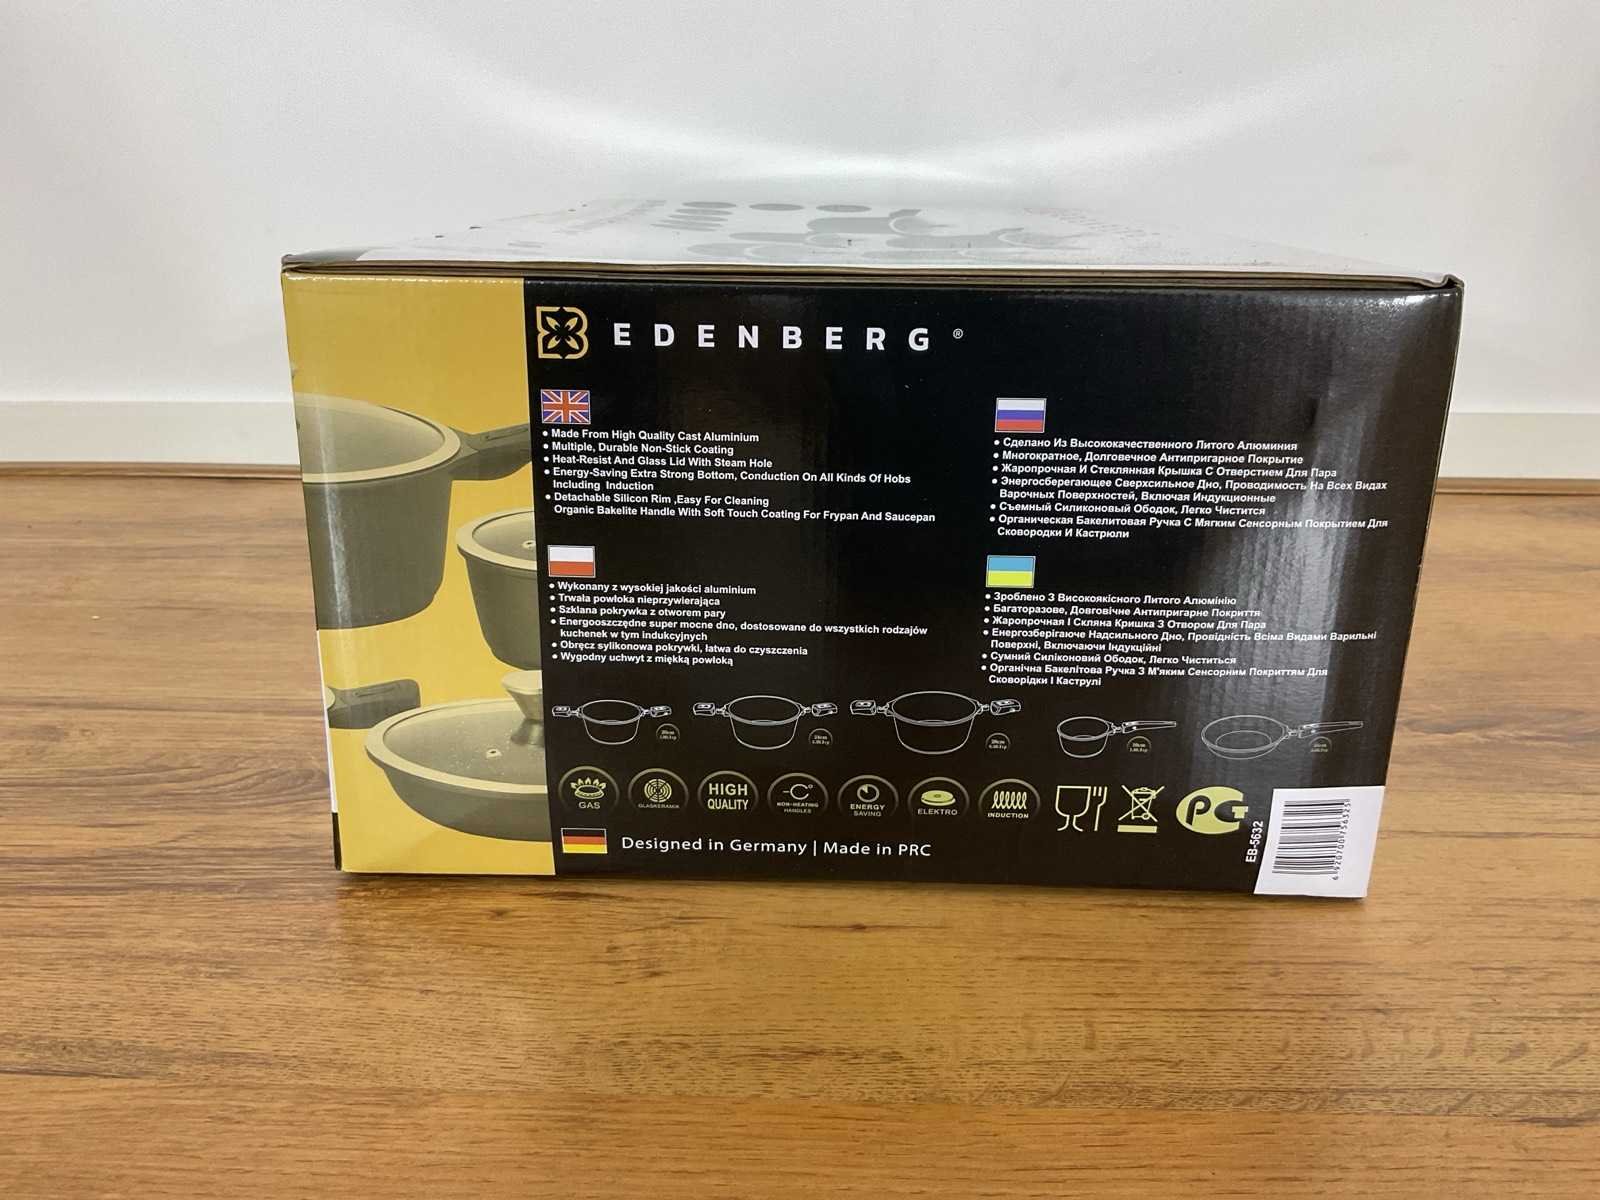 EDENBERG®
• Made From High Quality Cast Aluminium
• Multiple, Durable Non-Stick Coating
• Heat-Resist And Glass Lid With Steam Hole
• Energy-Saving Extra Strong Bottom, Conduction On All Kinds Of Hobs
Including Induction
• Detachable Silicon Rim ,Easy For Cleaning
Organic Bakelite Handle With Soft Touch Coating For Frypan And Saucepan
• Wykonany z wysokiej jakości aluminium
• Trwała powłoka nieprzywierająca
• Szklana pokrywka z otworem pary
• Energooszczędne super mocne dno, dostosowane do wszystkich rodzajów
kuchenek w tym indukcyjnych
• Obręcz sylikonowa pokrywki, łatwa do czyszczenia
• Wygodny uchwyt z miękką powłoką
• Сделано Из Высококачественного Литого Алюминия
• Многократное, Долговечное Антипригарное Покрытие
• Жаропрочная И Стеклянная Крышка С Отверстием Для Пара
• Энергосберегающее Сверхсильное Дно, Проводимость На Всех Видах
Варочных Поверхностей, Включая Индукционные
• Съемный Силиконовый Ободок, Легко Чистится
• Органическая Бакелитовая Ручка С Мягким Сенсорным Покрытием Для
Сковородки И Кастрюли
• Зроблено З Високоякісного Литого Алюмінію
• Багаторазове, Довговічне Антипригарне Покриття
• Жаропрочная І Скляна Кришка З Отвором Для Пара
• Енергозберігаюче Надсильного Дно, Провідність Всіма Видами Варильні
Поверхні, Включаючи Індукційні
• Сумний Силіконовий Ободок, Легко Чиститься
• Органічна Бакелітова Ручка З М'яким Сенсорним Покриттям Для
Сковорідки І Каструлі
20cm
24cm
28cm
GAS
GLASKERAMIK
HIGH
QUALITY
NON-HEATING
HANDLES
ENERGY
SAVING
ELEKTRO
INDUCTION
Designed in Germany | Made in PRC
EB-5632
6920700756325